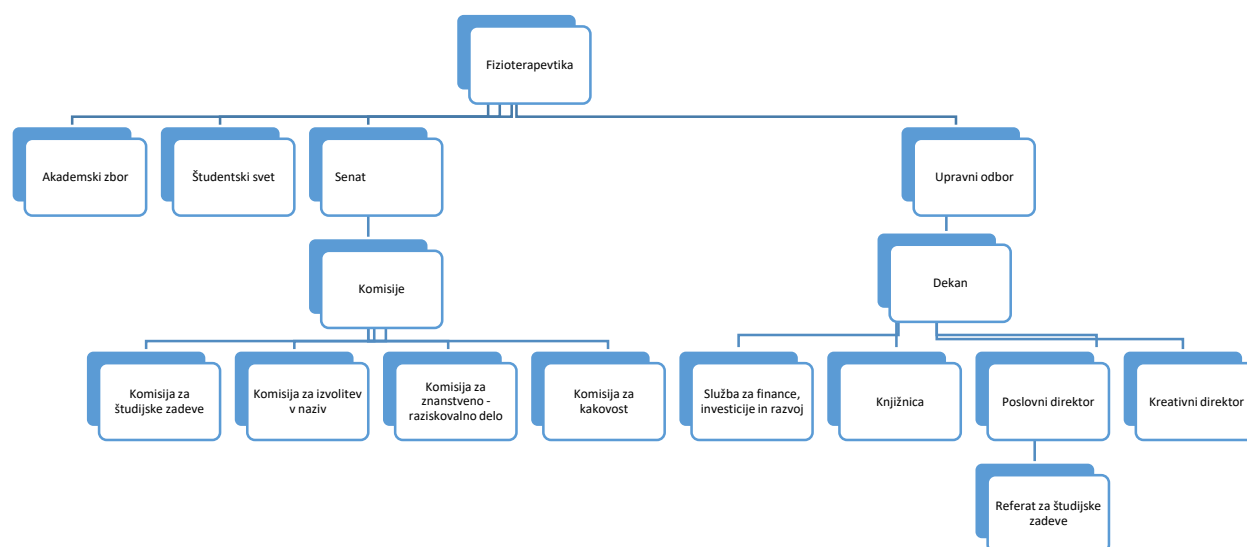 Fizioterapevtika
Akademski zbor
Študentski svet
Senat
Upravni odbor
Komisije
Dekan
Komisija za
študijske zadeve
Komisija za izvolitev
v naziv
Komisija za
znanstveno -
raziskovalno delo
Komisija za
kakovost
Služba za finance,
investicije in razvoj
Knjižnica
Poslovni direktor
Kreativni direktor
Referat za študijske
zadeve